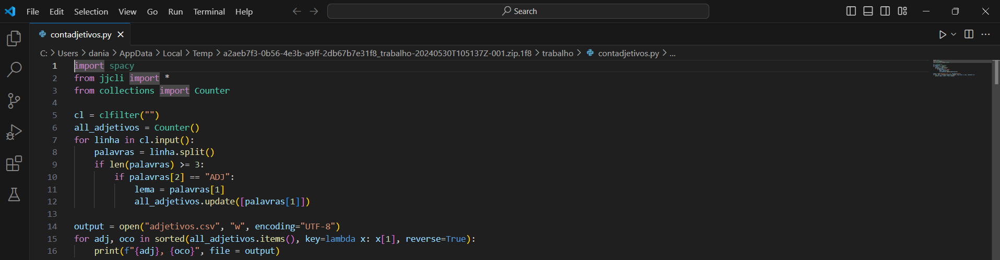 File Edit Selection View Go Run Terminal Help Search
contadjetivos.py
C: > Users > dania > AppData > Local > Temp > a2aeb7f3-0b56-4e3b-a9ff-2db67b7e31f8_trabalho-20240530T105137Z-001.zip.1f8 > trabalho > contadjetivos.py > ...
1 import spacy
2 from jjcli import *
3 from collections import Counter
4
5 cl = clfilter("")
6 all_adjetivos = Counter()
7 for linha in cl.input():
8     palavras = linha.split()
9     if len(palavras) >= 3:
10         if palavras[2] == "ADJ":
11             lema = palavras[1]
12             all_adjetivos.update([palavras[1]])
13
14 output = open("adjetivos.csv", "w", encoding="UTF-8")
15 for adj, oco in sorted(all_adjetivos.items(), key=lambda x: x[1], reverse=True):
16     print(f"{adj}, {oco}", file = output)